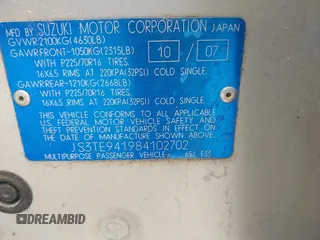 MFD BY SUZUKI MOTOR CORPORATION JAPAN
GVWR:2100KG(4630LB)
GAWRFRONT-1050KG(2315LB) 10 / 07
WITH P225/70R16 TIRES,
16X6.5 RIMS AT 220KPA(32PSI) COLD SINGLE.
GAWRREAR-1210KG(2668LB)
WITH P225/70R16 TIRES,
16X6.5 RIMS AT 220KPA(32PSI) COLD SINGLE.
THIS VEHICLE CONFORMS TO ALL APPLICABLE
FEDERAL MOTOR VEHICLE SAFETY AND THEFT
PREVENTION STANDARDS IN EFFECT ON THE DATE
OF MANUFACTURE SHOWN ABOVE.
JS3TE941984102702
MULTIPURPOSE PASSENGER VEHICLE E31
DREAMBID